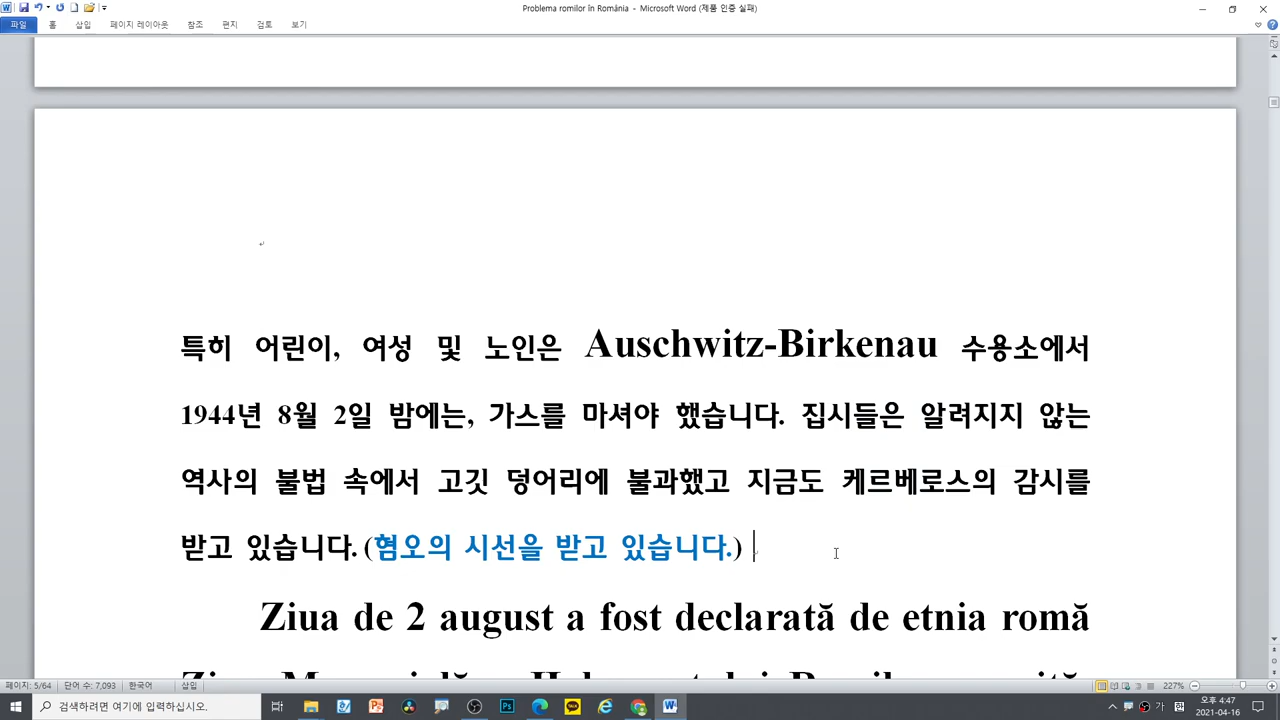 Problema romilor în România - Microsoft Word (제품 인증 실패)
파일 홈 삽입 페이지 레이아웃 참조 편지 검토 보기
특히 어린이, 여성 및 노인은 Auschwitz-Birkenau 수용소에서
1944년 8월 2일 밤에는, 가스를 마셔야 했습니다. 집시들은 알려지지 않는
역사의 불법 속에서 고깃 덩어리에 불과했고 지금도 케르베로스의 감시를
받고 있습니다. (혐오의 시선을 받고 있습니다.)
Ziua de 2 august a fost declarată de etnia romă
페이지: 5/64 단어 수: 7,093 한국어 삽입 227%
검색하려면 여기에 입력하십시오. 가 오후 4:47
2021-04-16